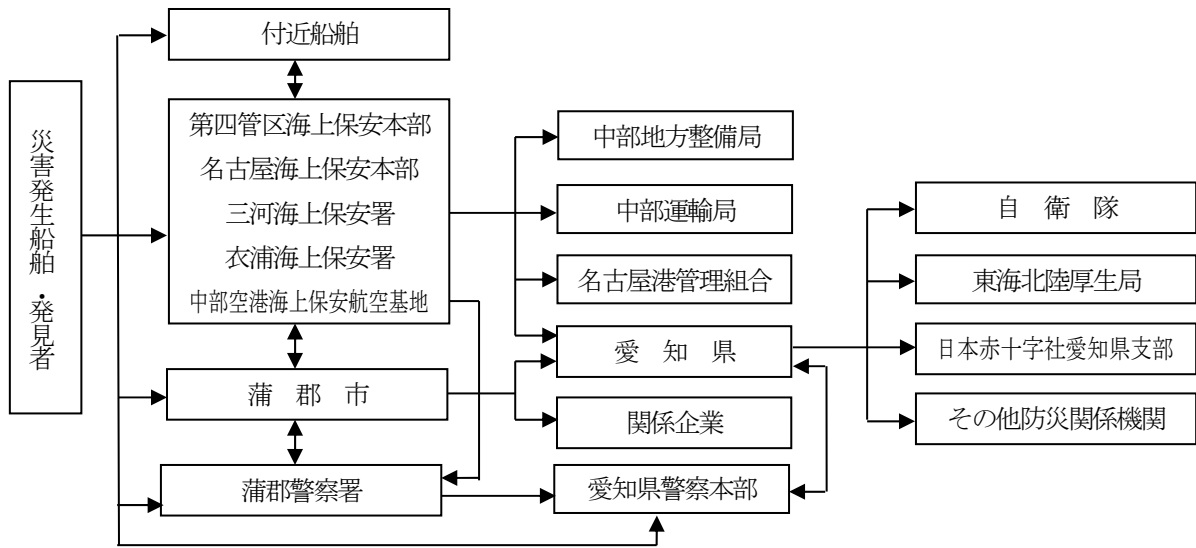 災害発生船舶・発見者
付近船舶
第四管区海上保安本部
名古屋海上保安本部
三河海上保安署
衣浦海上保安署
中部空港海上保安航空基地
蒲郡市
蒲郡警察署
中部地方整備局
中部運輸局
名古屋港管理組合
愛知県
関係企業
愛知県警察本部
自衛隊
東海北陸厚生局
日本赤十字社愛知県支部
その他防災関係機関